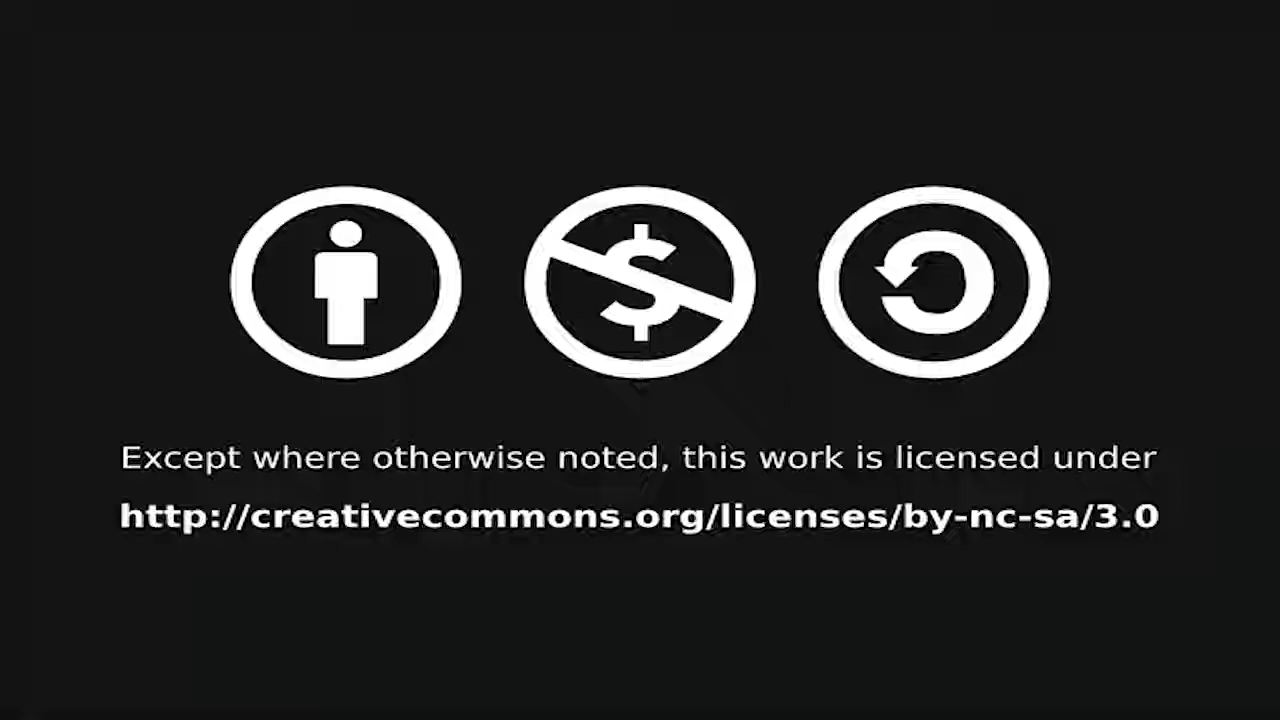 Except where otherwise noted, this work is licensed under
http://creativecommons.org/licenses/by-nc-sa/3.0